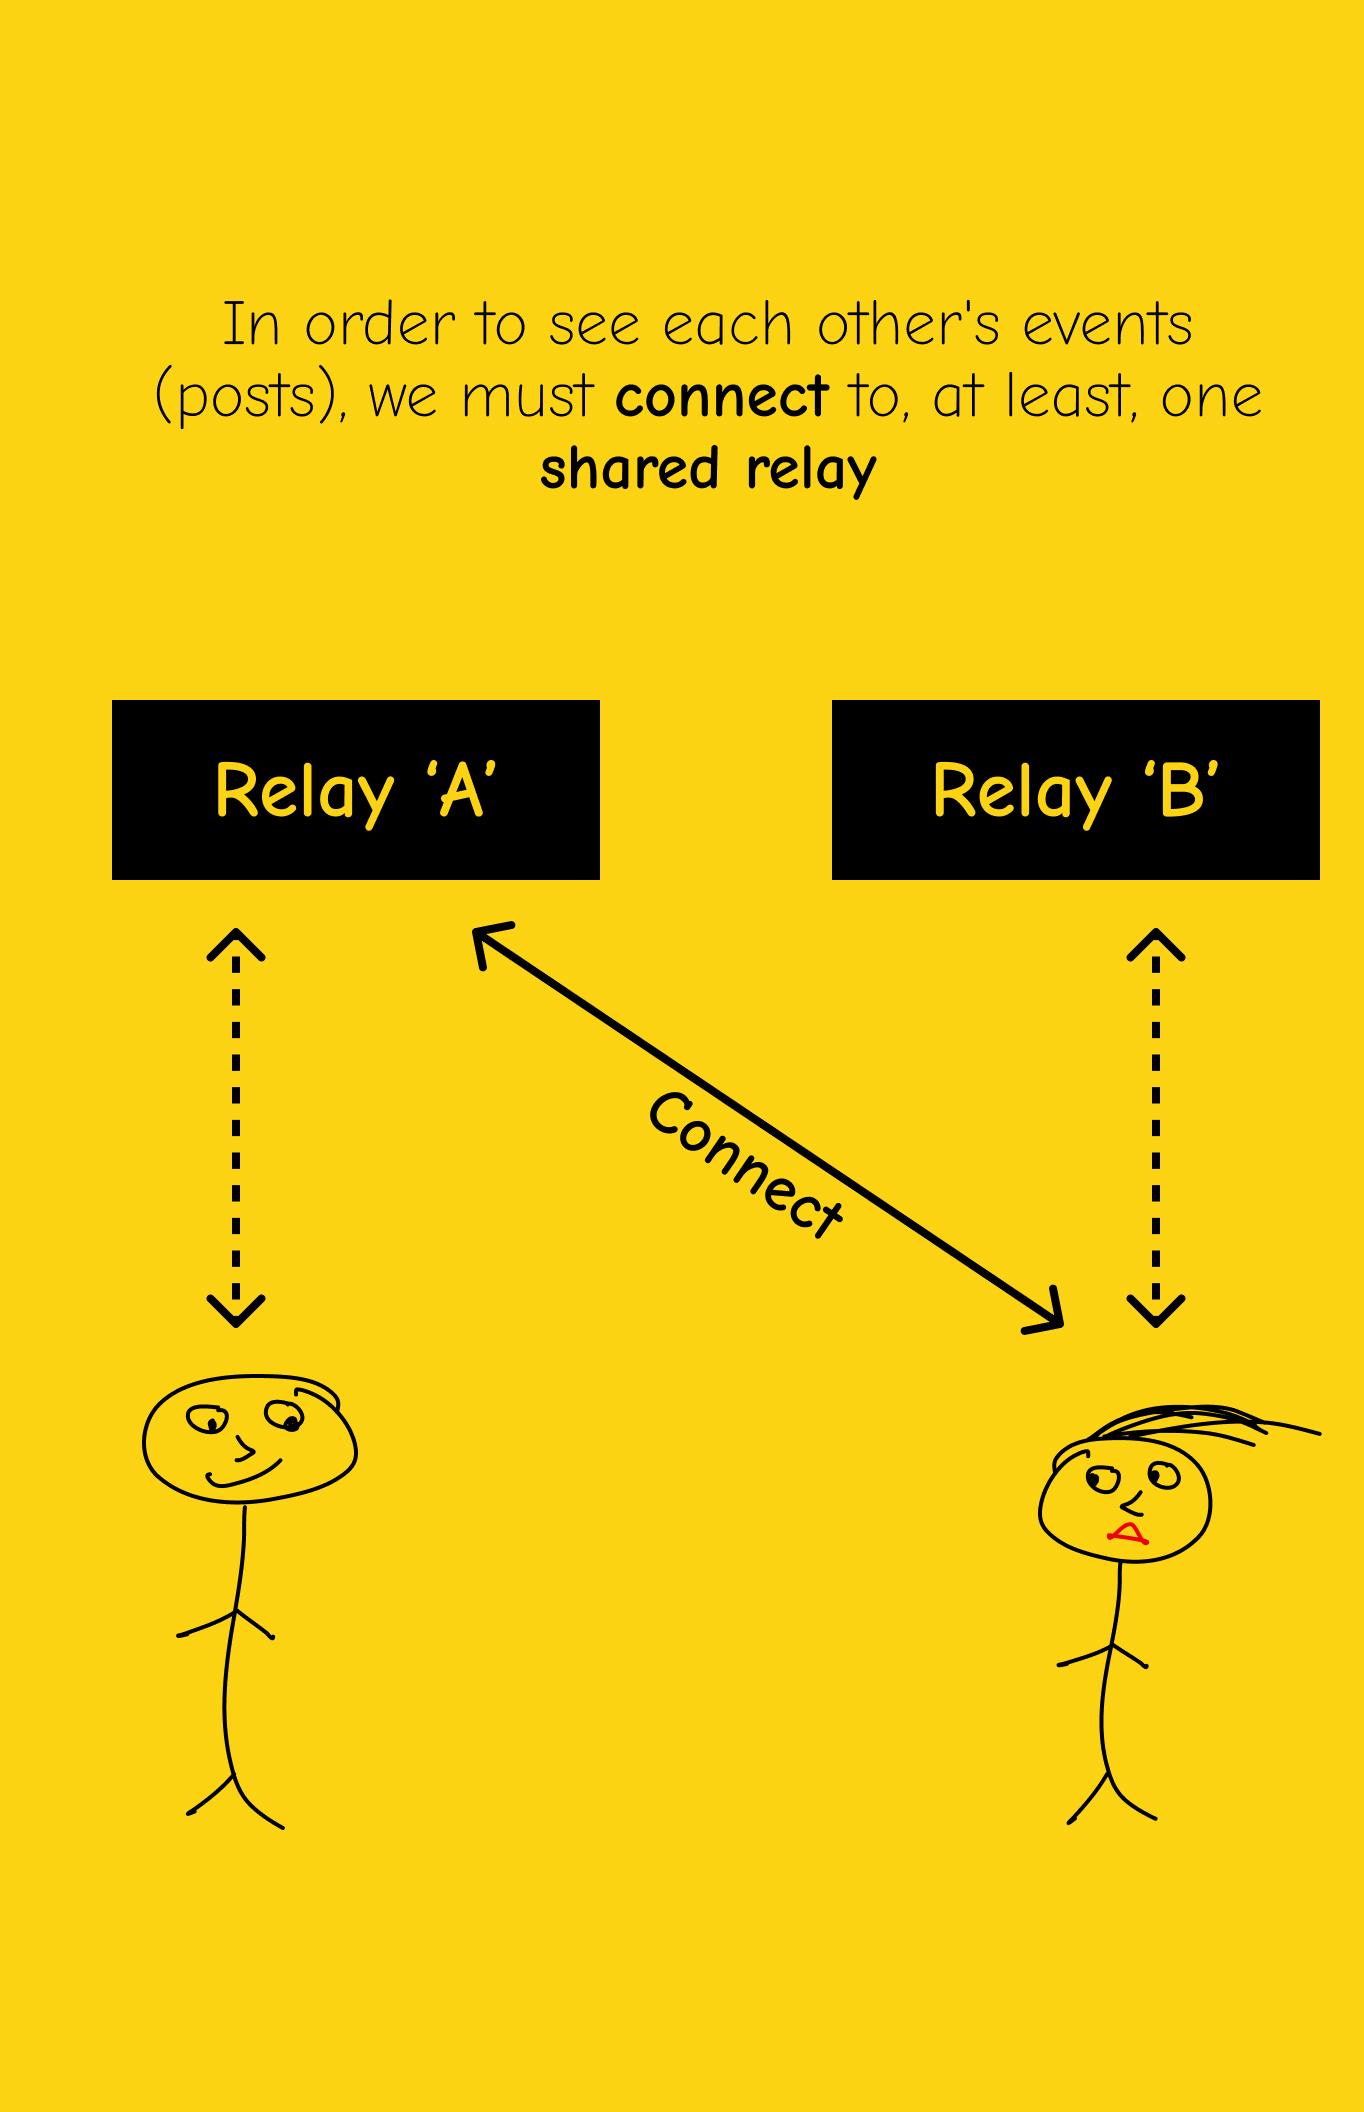 In order to see each other's events
(posts), we must connect to, at least, one
shared relay
Relay ‘A’
Relay ‘B’
Connect